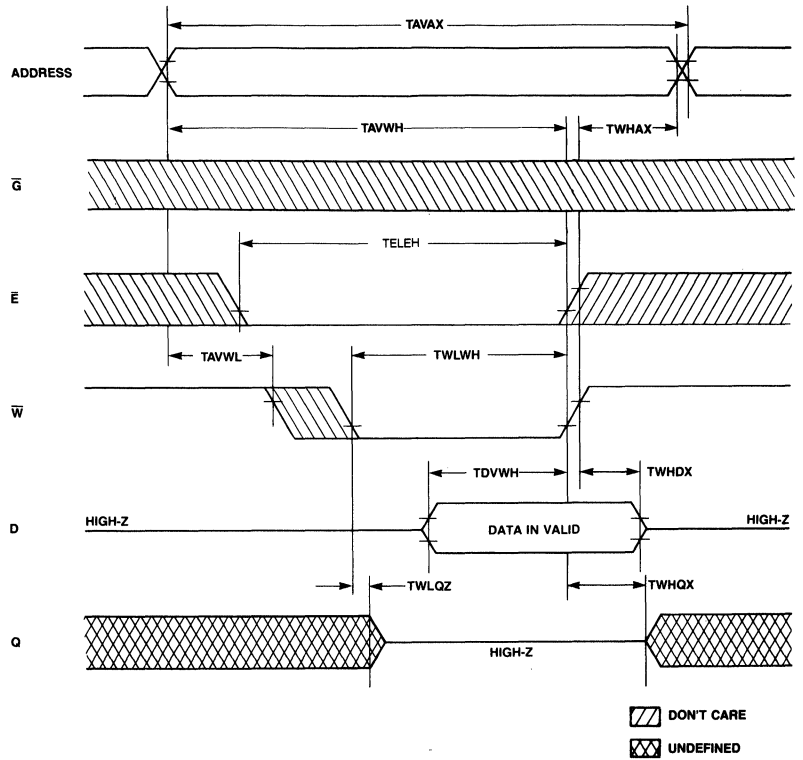 TAVAX
ADDRESS
TAVWH
TWHAX
G̅
TELEH
E̅
TAVWL
TWLWH
W̅
TDVWH
TWHDX
HIGH-Z
HIGH-Z
D
DATA IN VALID
TWLQZ
TWHQX
Q
HIGH-Z
DON'T CARE
UNDEFINED